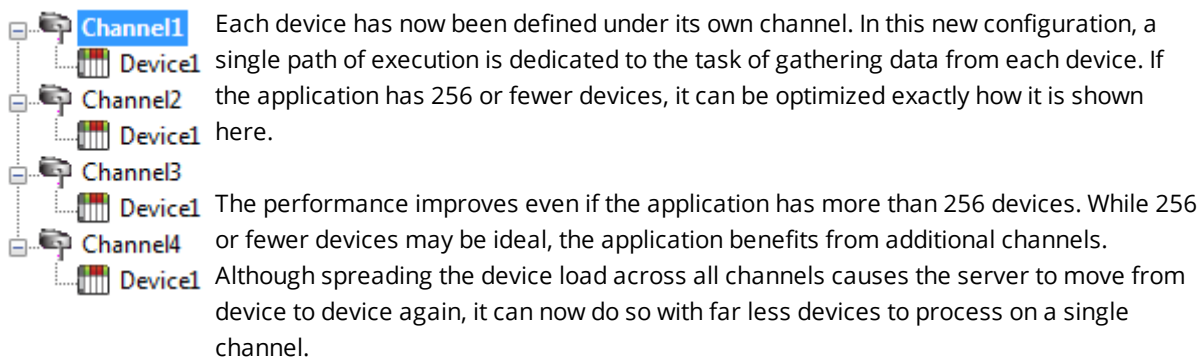 Channel1
Device1
Channel2
Device1
Channel3
Device1
Channel4
Device1
Each device has now been defined under its own channel. In this new configuration, a
single path of execution is dedicated to the task of gathering data from each device. If
the application has 256 or fewer devices, it can be optimized exactly how it is shown
here.
The performance improves even if the application has more than 256 devices. While 256
or fewer devices may be ideal, the application benefits from additional channels.
Although spreading the device load across all channels causes the server to move from
device to device again, it can now do so with far less devices to process on a single
channel.